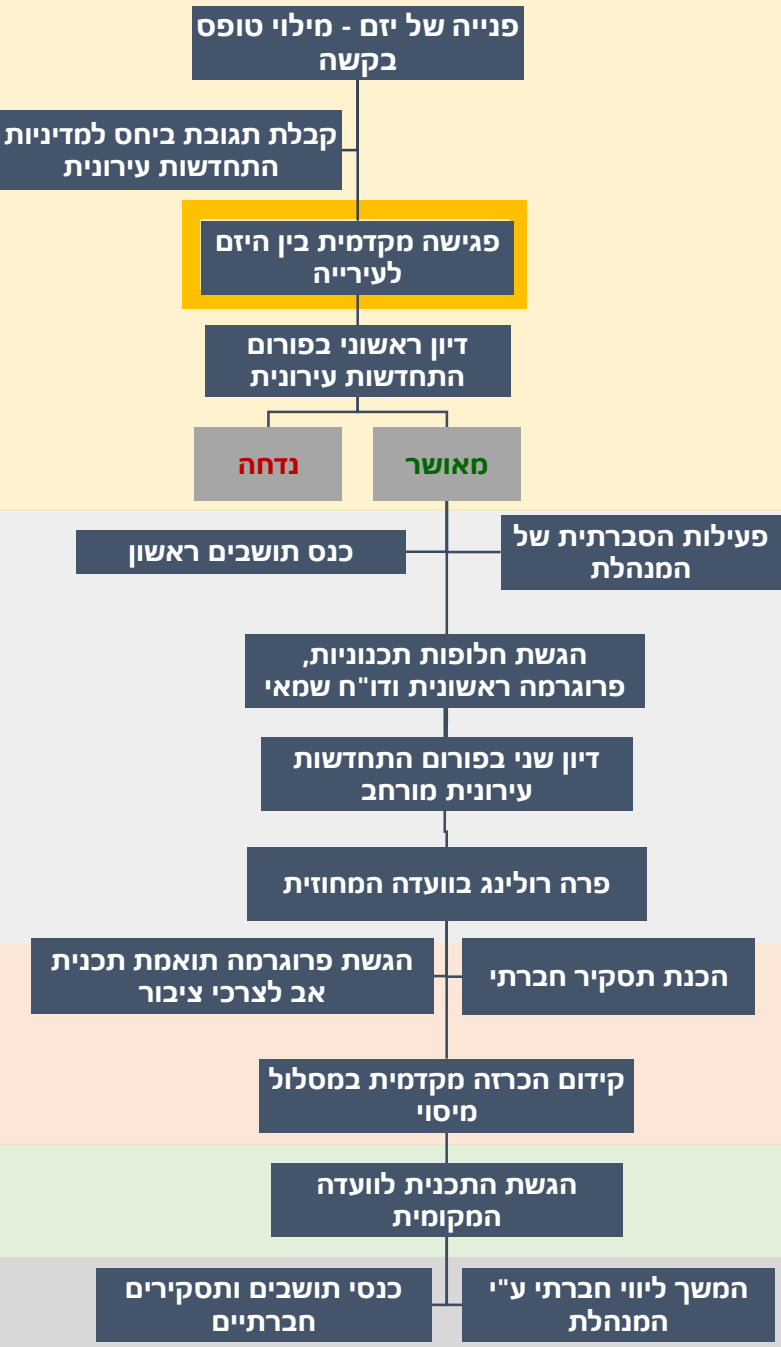 פנייה של יזם - מילוי טופס
בקשה
קבלת תגובת ביחס למדיניות
התחדשות עירונית
פגישה מקדמית בין היזם
לעירייה
דיון ראשוני בפורום
התחדשות עירונית
מאושר
נדחה
פעילות הסברתית של
המנהלת
כנס תושבים ראשון
הגשת חלופות תכנוניות,
פרוגרמה ראשונית ודו"ח שמאי
דיון שני בפורום התחדשות
עירונית מורחב
פרה רולינג בוועדה המחוזית
הכנת תסקיר חברתי
הגשת פרוגרמה תואמת תכנית
אב לצרכי ציבור
קידום הכרזה מקדמית במסלול
מיסוי
הגשת התכנית לוועדה
המקומית
המשך ליווי חברתי ע"י
המנהלת
כנסי תושבים ותסקירים
חברתיים